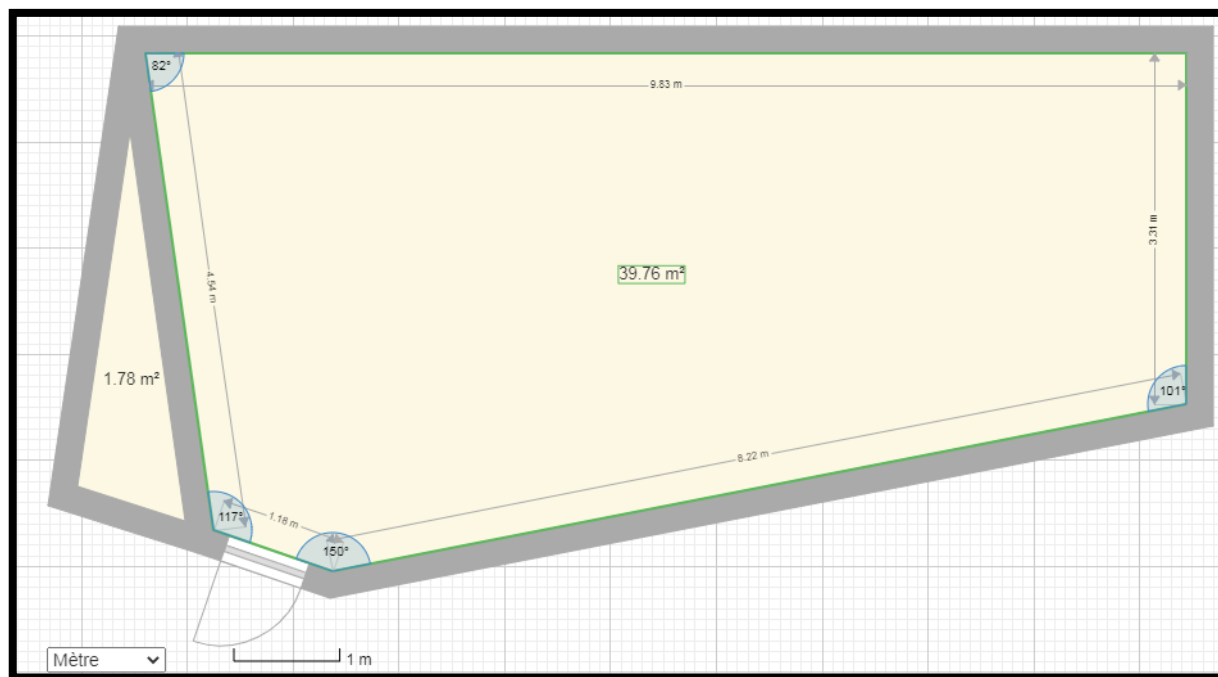 82°
9.83 m
3.31 m
4.54 m
39.76 m²
1.78 m²
101°
8.22 m
117°
1.18 m
150°
Mètre
1 m